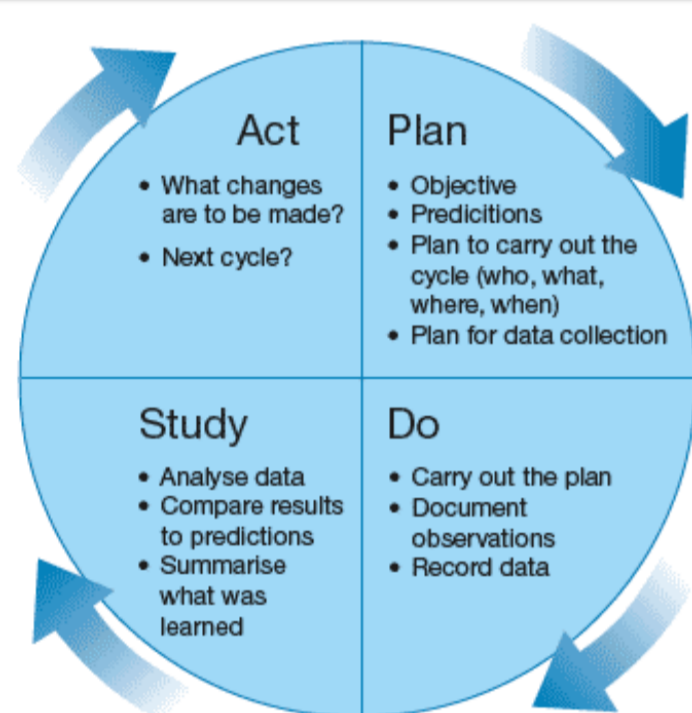 Act
• What changes
are to be made?
• Next cycle?
Plan
• Objective
• Predicitions
• Plan to carry out the
cycle (who, what,
where, when)
• Plan for data collection
Study
• Analyse data
• Compare results
to predictions
• Summarise
what was
learned
Do
• Carry out the plan
• Document
observations
• Record data